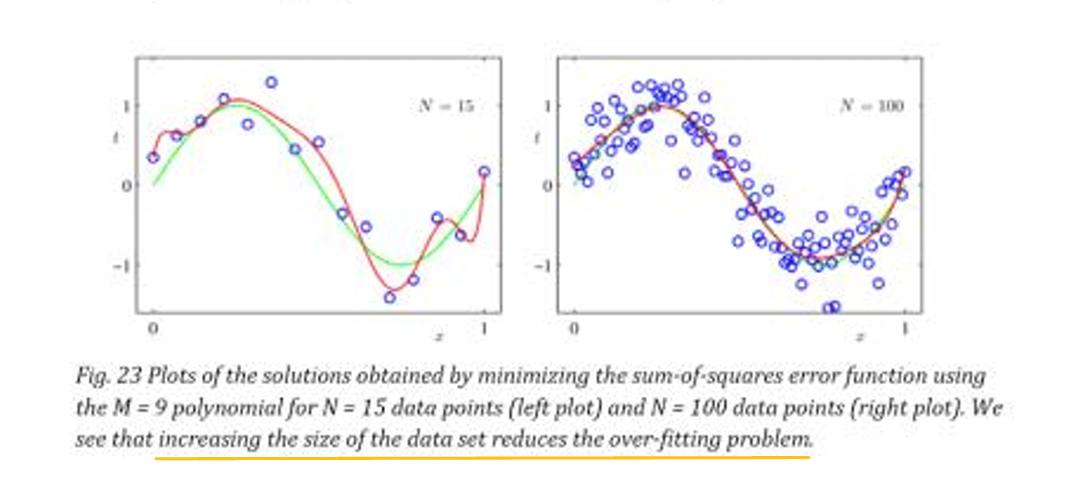 N = 15
1
t
0
−1
0
x
1
N = 100
1
t
0
−1
0
x
1
Fig. 23 Plots of the solutions obtained by minimizing the sum-of-squares error function using
the M = 9 polynomial for N = 15 data points (left plot) and N = 100 data points (right plot). We
see that increasing the size of the data set reduces the over-fitting problem.